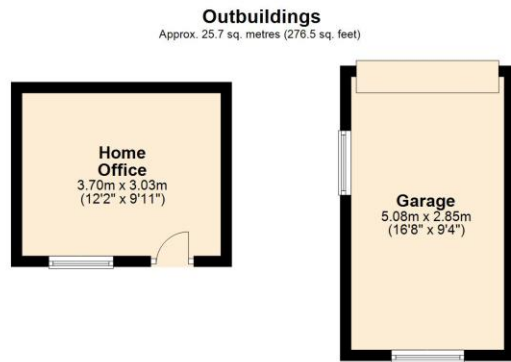 Outbuildings
Approx. 25.7 sq. metres (276.5 sq. feet)
Home
Office
3.70m x 3.03m
(12'2" x 9'11")
Garage
5.08m x 2.85m
(16'8" x 9'4")